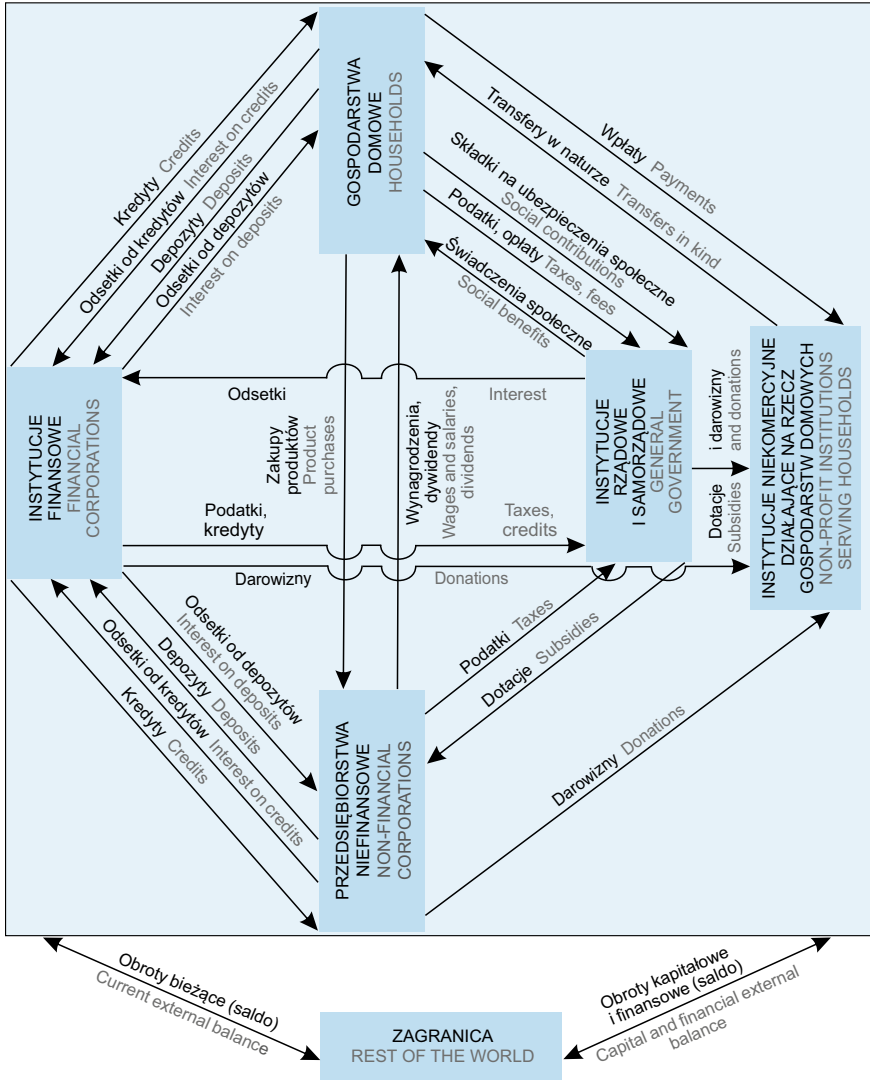 GOSPODARSTWA
DOMOWE
HOUSEHOLDS
Kredyty Credits
Odsetki od kredytów Interest on credits
Depozyty Deposits
Odsetki od depozytów
Interest on deposits
Wpłaty Payments
Transfery w naturze Transfers in kind
Składki na ubezpieczenia społeczne
Social contributions
Podatki, opłaty Taxes, fees
Świadczenia społeczne
Social benefits
INSTYTUCJE
FINANSOWE
FINANCIAL
CORPORATIONS
Odsetki Interest
Zakupy
produktów
Product
purchases
Wynagrodzenia,
dywidendy
Wages and salaries,
dividends
INSTYTUCJE
RZĄDOWE
I SAMORZĄDOWE
GENERAL
GOVERNMENT
Dotacje i darowizny
Subsidies and donations
INSTYTUCJE NIEKOMERCYJNE
DZIAŁAJĄCE NA RZECZ
GOSPODARSTW DOMOWYCH
NON-PROFIT INSTITUTIONS
SERVING HOUSEHOLDS
Podatki, Taxes,
kredyty credits
Darowizny Donations
Odsetki od depozytów
Interest on deposits
Depozyty Deposits
Odsetki od kredytów Interest on credits
Kredyty Credits
Podatki Taxes
Dotacje Subsidies
Darowizny Donations
PRZEDSIĘBIORSTWA
NIEFINANSOWE
NON-FINANCIAL
CORPORATIONS
Obroty bieżące (saldo)
Current external
balance
Obroty kapitałowe
i finansowe (saldo)
Capital and financial external
balance
ZAGRANICA
REST OF THE WORLD